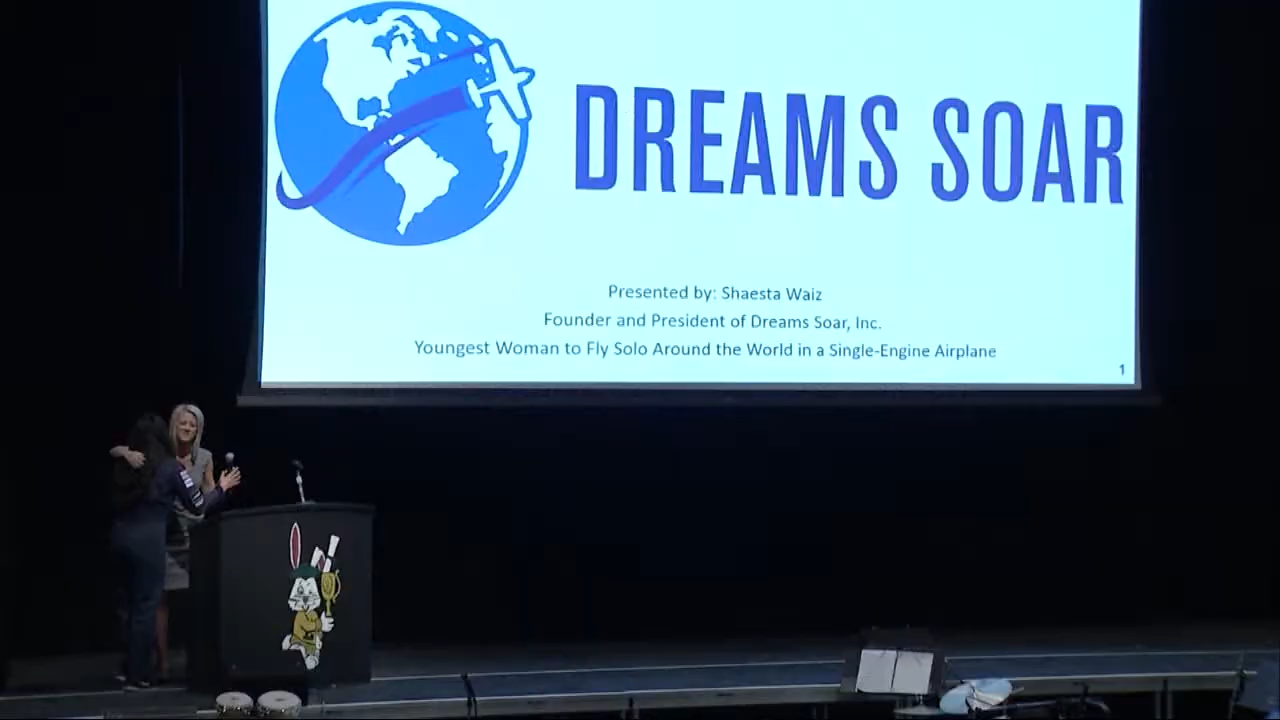 DREAMS SOAR
Presented by: Shaesta Waiz
Founder and President of Dreams Soar, Inc.
Youngest Woman to Fly Solo Around the World in a Single-Engine Airplane
1